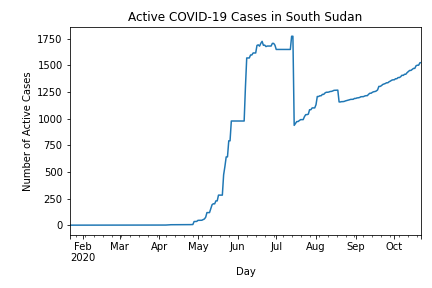 Active COVID-19 Cases in South Sudan
Number of Active Cases
1750
1500
1250
1000
750
500
250
0
Feb Mar Apr May Jun Jul Aug Sep Oct
2020
Day